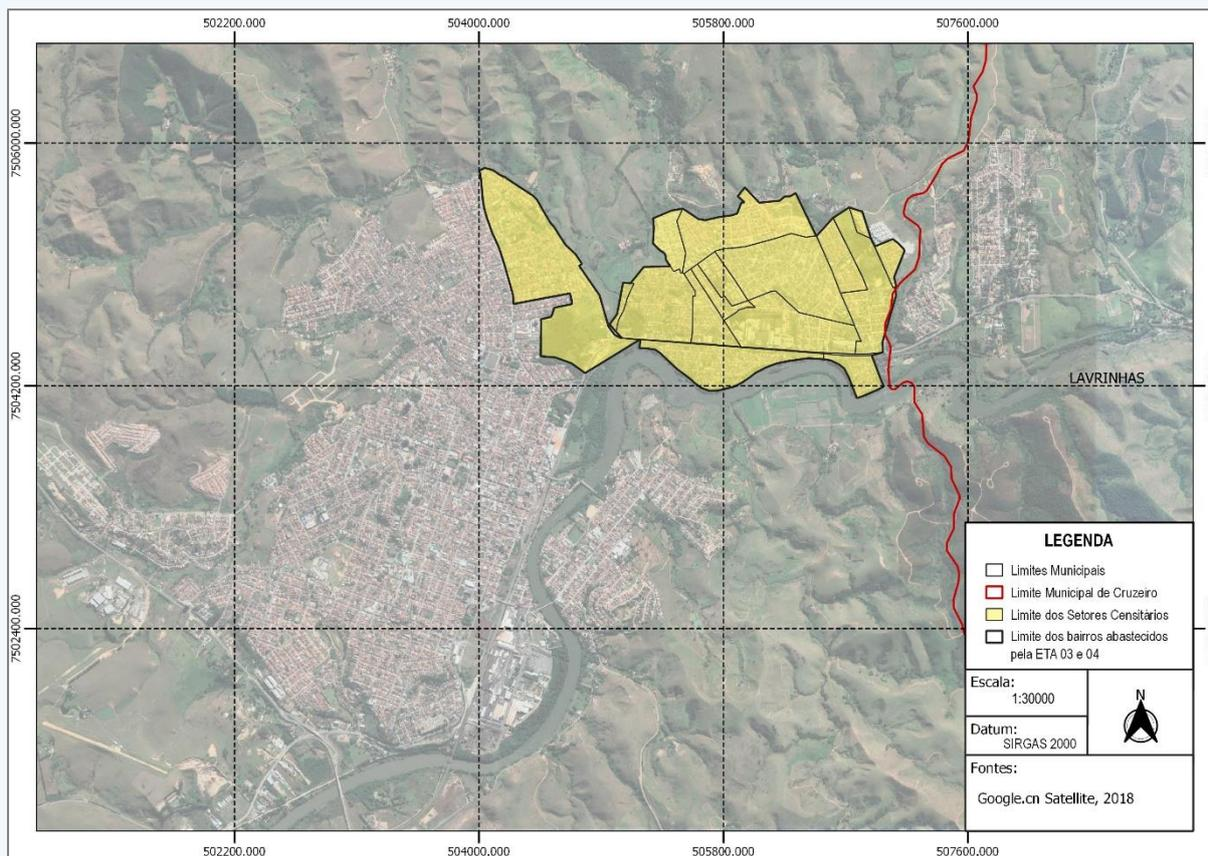 502200.000 504000.000 505800.000 507600.000
7506000.000
7504200.000
7502400.000
LAVRINHAS
LEGENDA
Limites Municipais
Limite Municipal de Cruzeiro
Limite dos Setores Censitários
Limite dos bairros abastecidos
pela ETA 03 e 04
Escala:
1:30000
N
Datum:
SIRGAS 2000
Fontes:
Google.cn Satellite, 2018
502200.000 504000.000 505800.000 507600.000